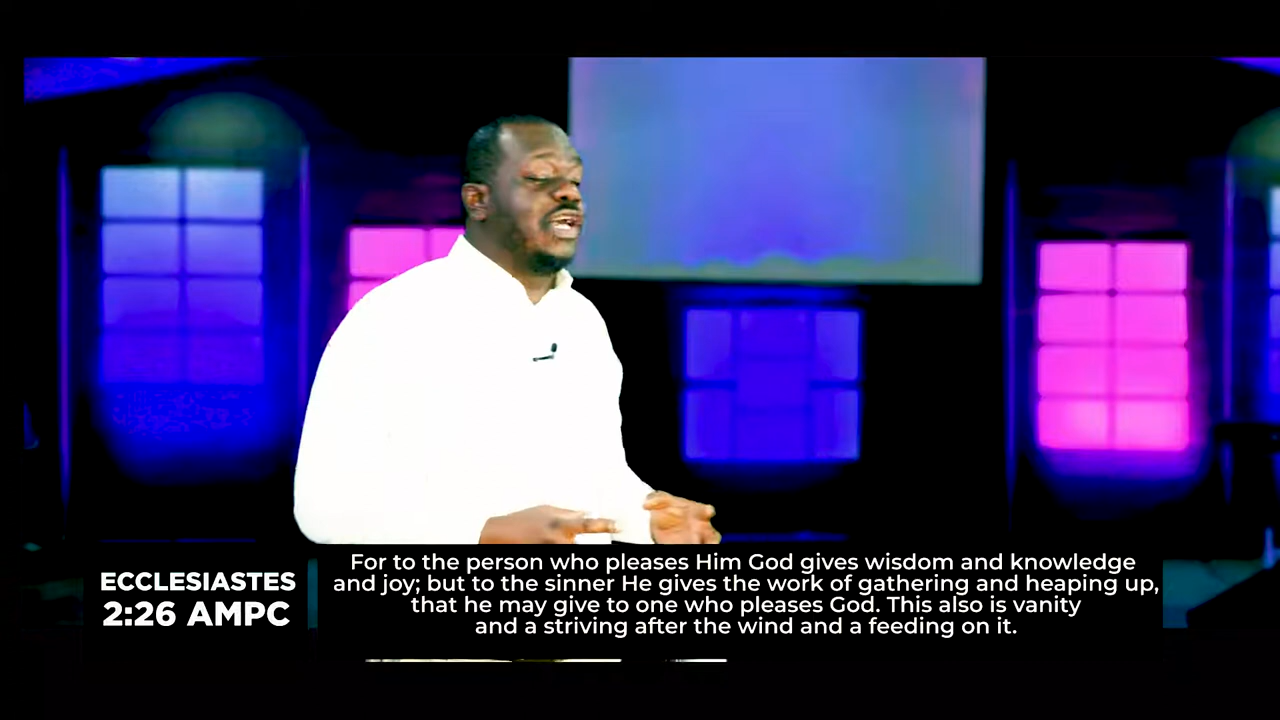 ECCLESIASTES
2:26 AMPC
For to the person who pleases Him God gives wisdom and knowledge
and joy; but to the sinner He gives the work of gathering and heaping up,
that he may give to one who pleases God. This also is vanity
and a striving after the wind and a feeding on it.